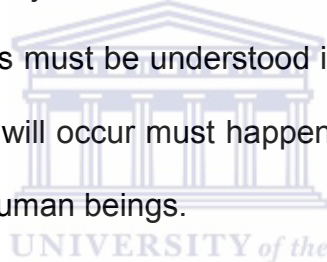 s must be understood i
will occur must happen
uman beings.
UNIVERSITY of the